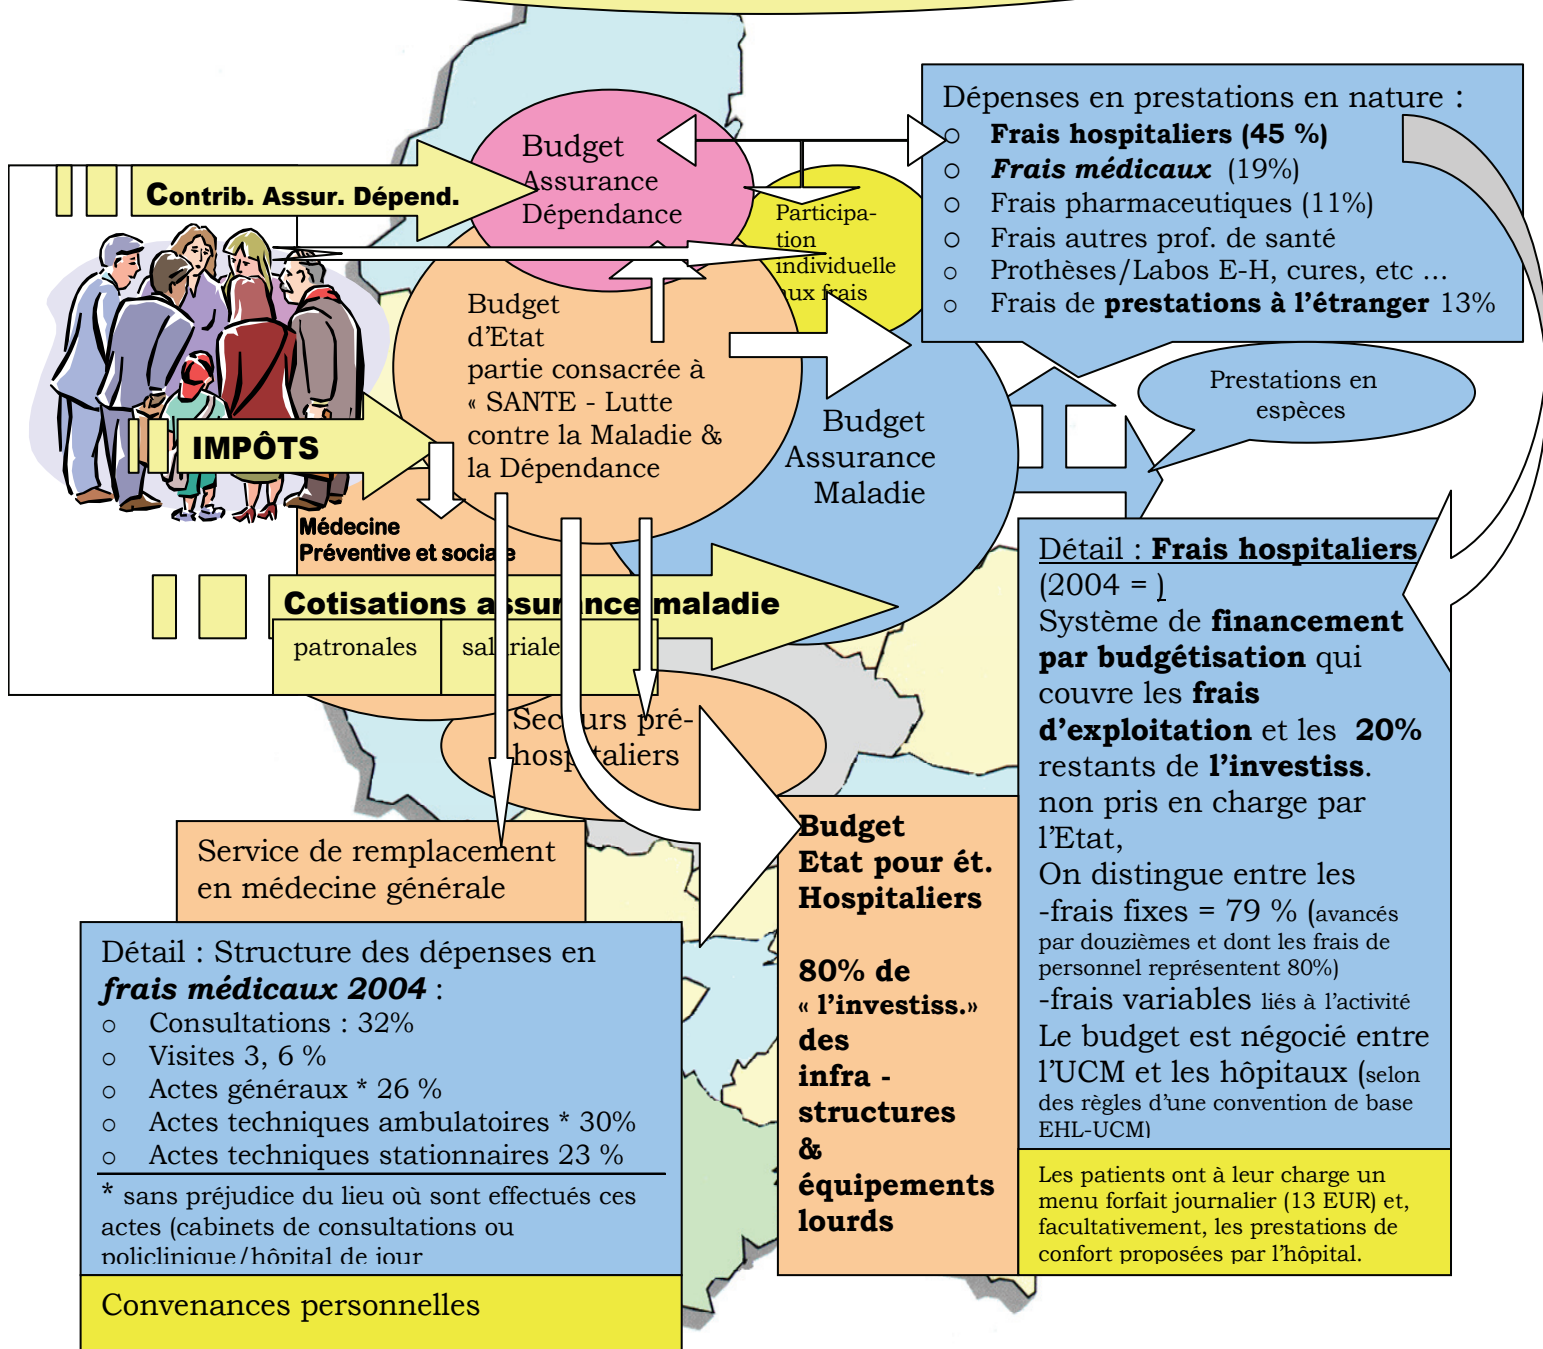 Contrib. Assur. Dépend.
Budget
Assurance
Dépendance
Participa-
tion
individuelle
aux frais
Dépenses en prestations en nature :
o Frais hospitaliers (45 %)
o Frais médicaux (19%)
o Frais pharmaceutiques (11%)
o Frais autres prof. de santé
o Prothèses/Labos E-H, cures, etc …
o Frais de prestations à l’étranger 13%
Prestations en
espèces
Budget
d’Etat
partie consacrée à
« SANTE - Lutte
contre la Maladie &
la Dépendance
IMPÔTS
Budget
Assurance
Maladie
Médecine
Préventive et sociale
Cotisations assurance maladie
patronales
salariale
Secours pré-
hospitaliers
Service de remplacement
en médecine générale
Détail : Structure des dépenses en
frais médicaux 2004 :
o Consultations : 32%
o Visites 3, 6 %
o Actes généraux * 26 %
o Actes techniques ambulatoires * 30%
o Actes techniques stationnaires 23 %
* sans préjudice du lieu où sont effectués ces
actes (cabinets de consultations ou
policlinique/hôpital de jour
Convenances personnelles
Budget
Etat pour ét.
Hospitaliers
80% de
« l’investiss.»
des
infra -
structures
&
équipements
lourds
Détail : Frais hospitaliers
(2004 = )
Système de financement
par budgétisation qui
couvre les frais
d’exploitation et les 20%
restants de l’investiss.
non pris en charge par
l’Etat,
On distingue entre les
-frais fixes = 79 % (avancés
par douzièmes et dont les frais de
personnel représentent 80%)
-frais variables liés à l’activité
Le budget est négocié entre
l’UCM et les hôpitaux (selon
des règles d’une convention de base
EHL-UCM)
Les patients ont à leur charge un
menu forfait journalier (13 EUR) et,
facultativement, les prestations de
confort proposées par l’hôpital.